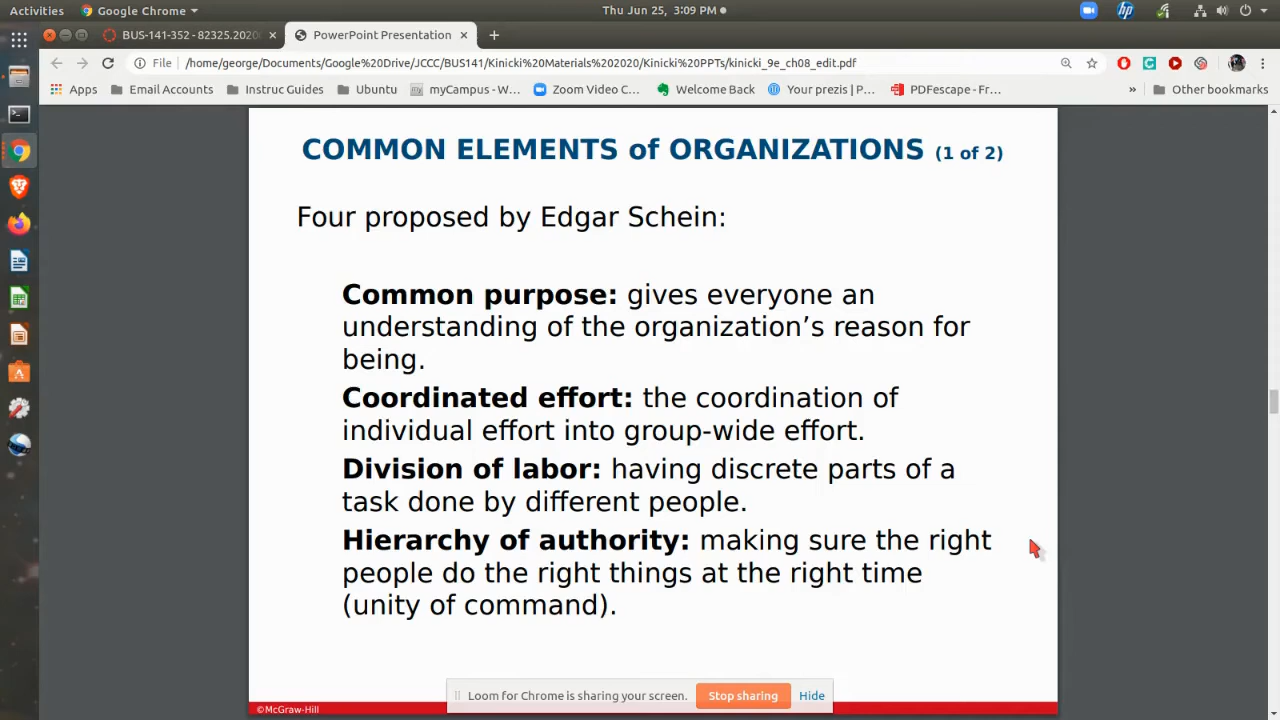 Activities
Google Chrome
Thu Jun 25, 3:09 PM
BUS-141-352 - 82325.2020
PowerPoint Presentation
File
/home/george/Documents/Google%20Drive/JCCC/BUS141/Kinicki%20Materials%202020/Kinicki%20PPTs/kinicki_9e_ch08_edit.pdf
Apps
Email Accounts
Instruc Guides
Ubuntu
myCampus - W...
Zoom Video C...
Welcome Back
Your prezis | P...
PDFescape - Fr...
Other bookmarks
COMMON ELEMENTS of ORGANIZATIONS (1 of 2)
Four proposed by Edgar Schein:
Common purpose: gives everyone an
understanding of the organization’s reason for
being.
Coordinated effort: the coordination of
individual effort into group-wide effort.
Division of labor: having discrete parts of a
task done by different people.
Hierarchy of authority: making sure the right
people do the right things at the right time
(unity of command).
Loom for Chrome is sharing your screen.
Stop sharing
Hide
©McGraw-Hill